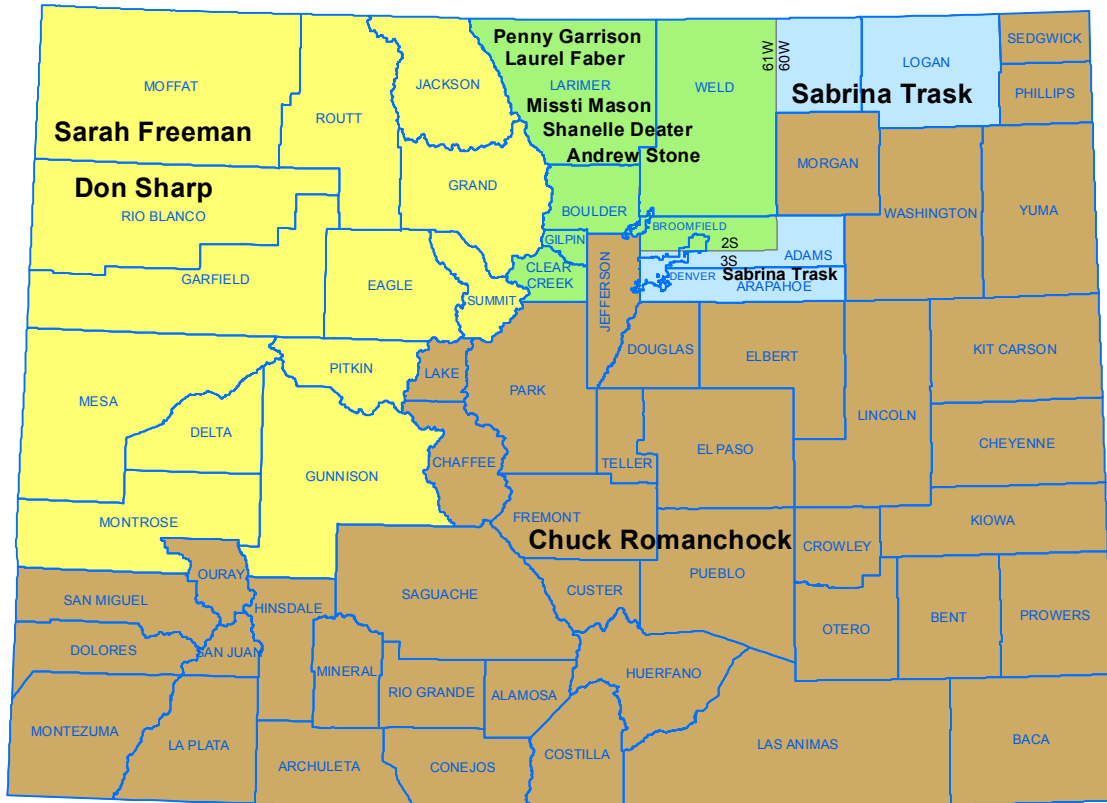 Penny Garrison
Laurel Faber
SEDGWICK
LOGAN
61W
60W
MOFFAT
JACKSON
LARIMER
WELD
Sabrina Trask
PHILLIPS
Missti Mason
ROUTT
Sarah Freeman
Shanelle Deater
Andrew Stone
MORGAN
Don Sharp
GRAND
RIO BLANCO
BOULDER
WASHINGTON
YUMA
BROOMFIELD
GILPIN
2S
ADAMS
3S
CLEAR
CREEK
DENVER
Sabrina Trask
ARAPAHOE
GARFIELD
EAGLE
SUMMIT
JEFFERSON
DOUGLAS
ELBERT
KIT CARSON
PITKIN
LAKE
PARK
MESA
LINCOLN
DELTA
CHEYENNE
GUNNISON
CHAFFEE
TELLER
EL PASO
MONTROSE
FREMONT
KIOWA
Chuck Romanchock
CROWLEY
OURAY
PUEBLO
SAN MIGUEL
HINSDALE
SAGUACHE
CUSTER
OTERO
BENT
PROWERS
DOLORES
SAN JUAN
MINERAL
HUERFANO
RIO GRANDE
ALAMOSA
MONTEZUMA
LA PLATA
COSTILLA
LAS ANIMAS
BACA
ARCHULETA
CONEJOS